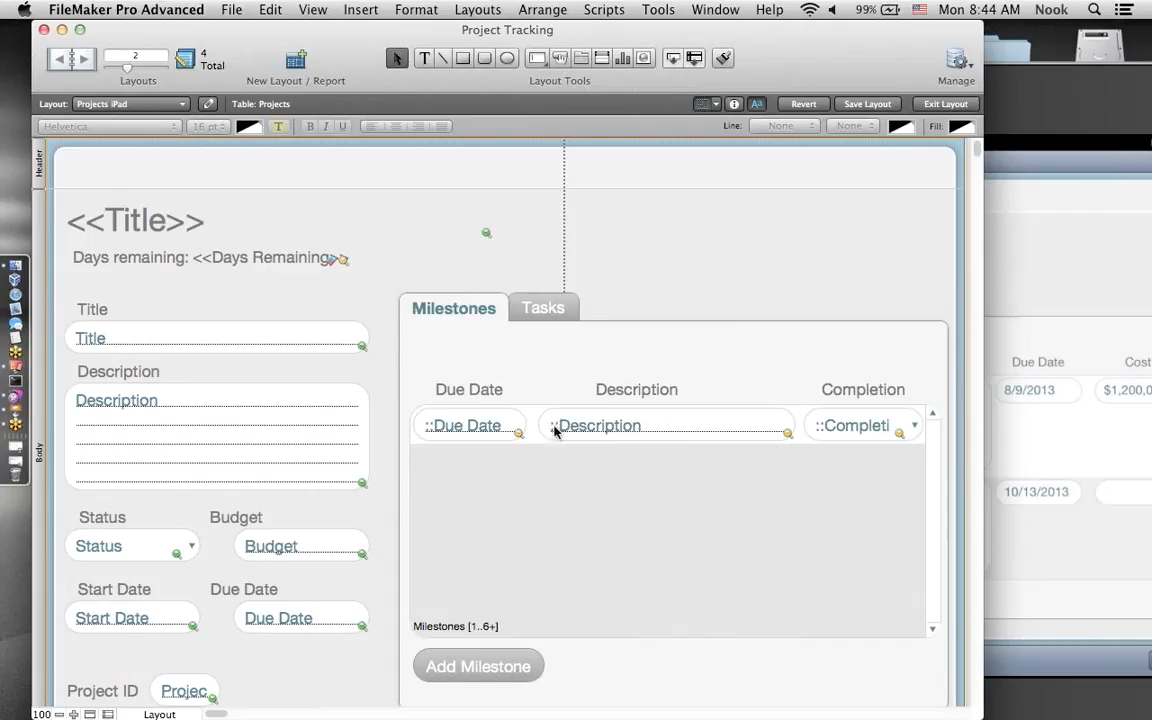 FileMaker Pro Advanced File Edit View Insert Format Layouts Arrange Scripts Tools Window Help 99% Mon 8:44 AM Nook
Project Tracking
2
4
Total
Layouts
New Layout / Report
Layout Tools
Manage
Layout: Projects iPad Table: Projects Aa Revert Save Layout Exit Layout
Helvetica 16 pt T B I U Line: None None Fill:
Header
<<Title>>
Days remaining: <<Days Remaining>>
Title
Title
Description
Description
Status Budget
Status Budget
Start Date Due Date
Start Date Due Date
Project ID Projec
Body
Milestones Tasks
Due Date Description Completion
::Due Date ::Description ::Completi
Milestones [1..6+]
Add Milestone
100 Layout
Due Date Cost
8/9/2013 $1,200,0
10/13/2013